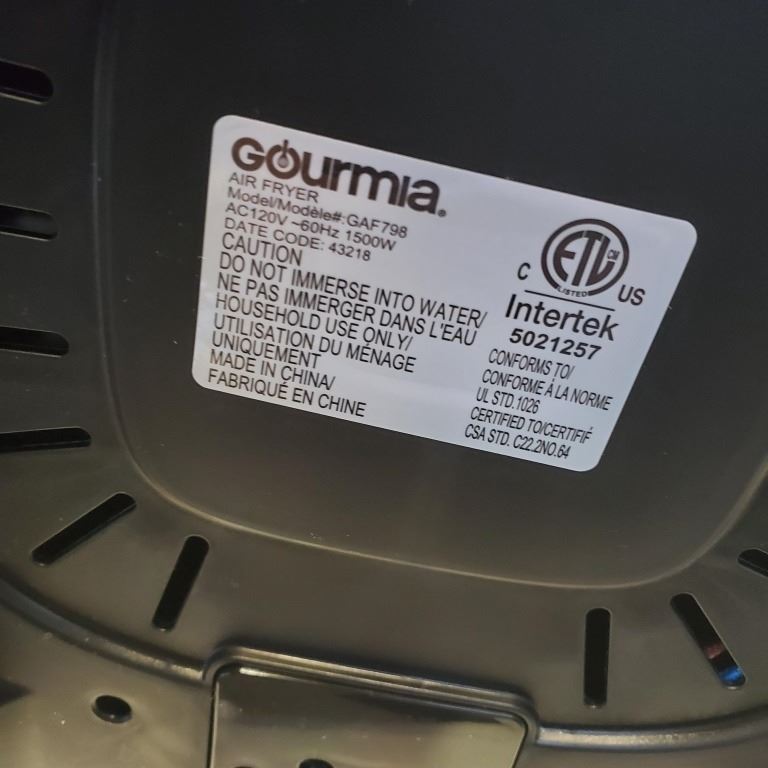 Gourmia®
AIR FRYER
Model/Modèle#:GAF798
AC120V ~60Hz 1500W
DATE CODE: 43218
CAUTION
DO NOT IMMERSE INTO WATER/
NE PAS IMMERGER DANS L'EAU
HOUSEHOLD USE ONLY/
UTILISATION DU MÉNAGE
UNIQUEMENT
MADE IN CHINA/
FABRIQUÉ EN CHINE
ETL CM
LISTED
C US
Intertek
5021257
CONFORMS TO/
CONFORME À LA NORME
UL STD.1026
CERTIFIED TO/CERTIFIÉ
CSA STD. C22.2NO.64